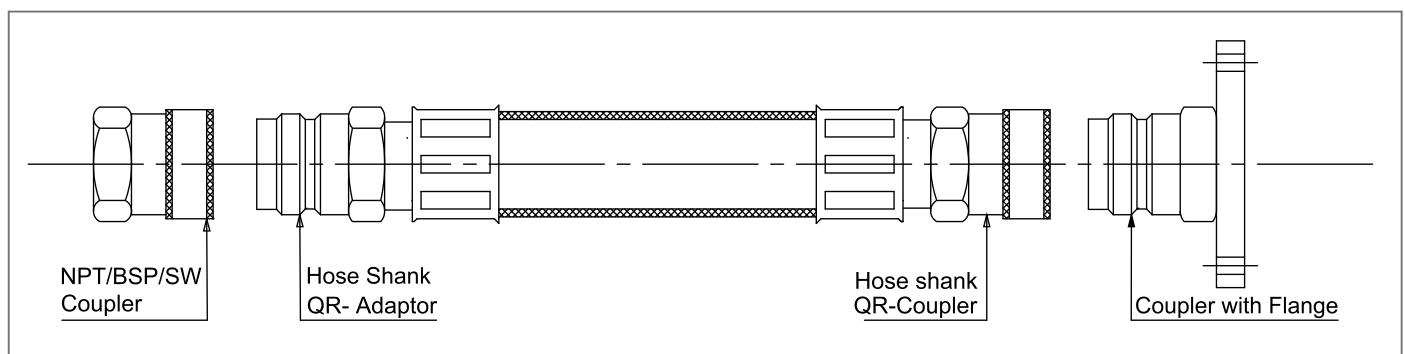 NPT/BSP/SW
Coupler
Hose Shank
QR- Adaptor
Hose shank
QR-Coupler
Coupler with Flange